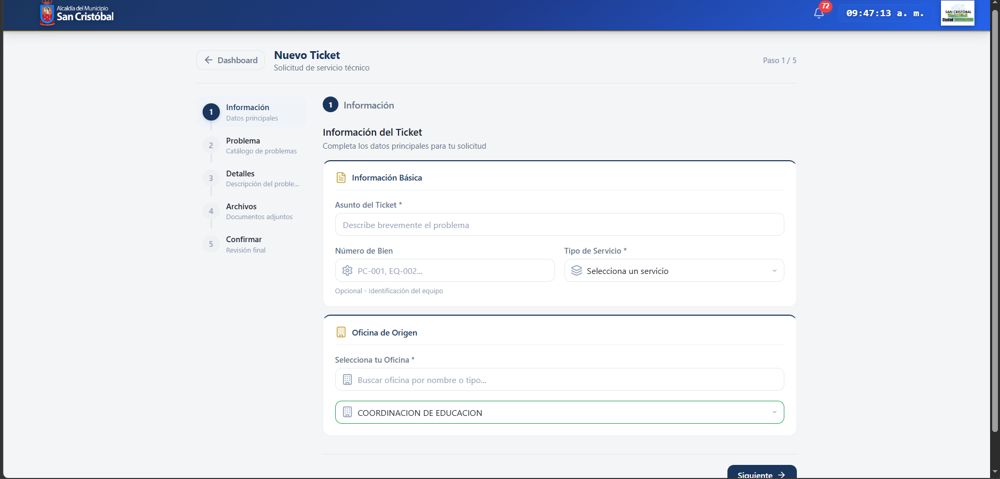 Alcaldía del Municipio
San Cristóbal
72
09:47:13 a. m.
SAN CRISTÓBAL
Ciudad
Dashboard
Nuevo Ticket
Solicitud de servicio técnico
Paso 1 / 5
1
Información
Datos principales
2
Problema
Catálogo de problemas
3
Detalles
Descripción del proble...
4
Archivos
Documentos adjuntos
5
Confirmar
Revisión final
1 Información
Información del Ticket
Completa los datos principales para tu solicitud
Información Básica
Asunto del Ticket *
Describe brevemente el problema
Número de Bien
PC-001, EQ-002...
Opcional - Identificación del equipo
Tipo de Servicio *
Selecciona un servicio
Oficina de Origen
Selecciona tu Oficina *
Buscar oficina por nombre o tipo...
COORDINACION DE EDUCACION
Siguiente